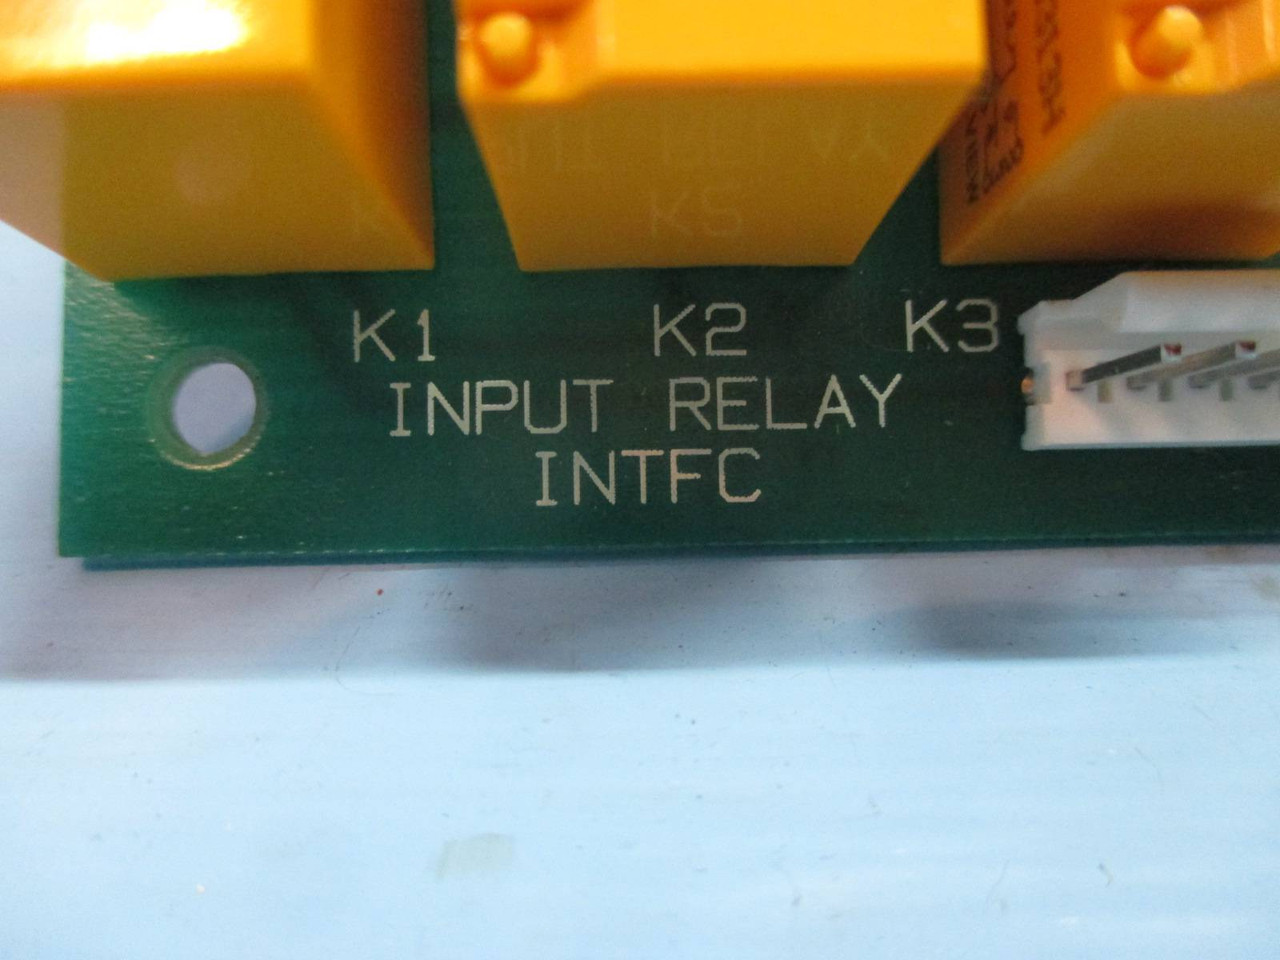 K1 K2 K3
INPUT RELAY
INTFC